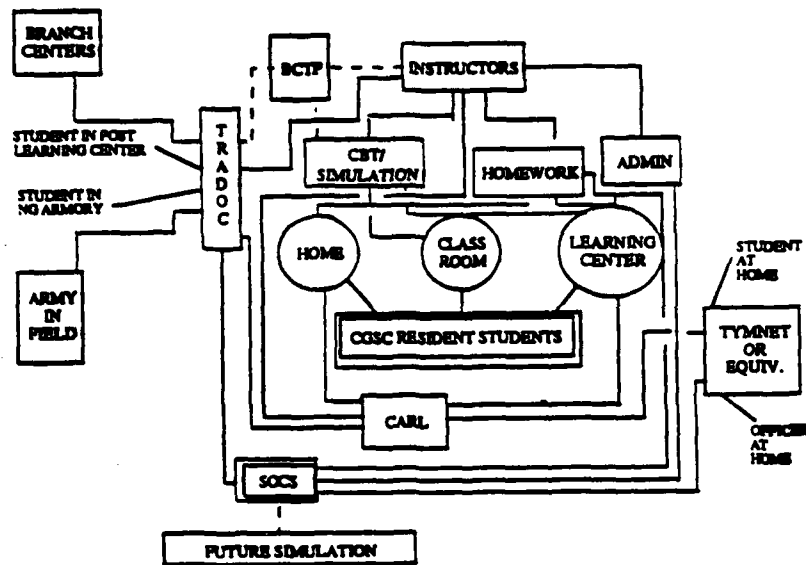 BRANCH
CENTERS
BCTP
INSTRUCTORS
STUDENT IN POST
LEARNING CENTER
T
R
A
D
O
C
CBT/
SIMULATION
HOMEWORK
ADMIN
STUDENT IN
NG ARMORY
HOME
CLASS
ROOM
LEARNING
CENTER
STUDENT
AT
HOME
ARMY
IN
FIELD
CGSC RESIDENT STUDENTS
TYMNET
OR
EQUIV.
CARL
OFFICER
AT
HOME
SOCS
FUTURE SIMULATION